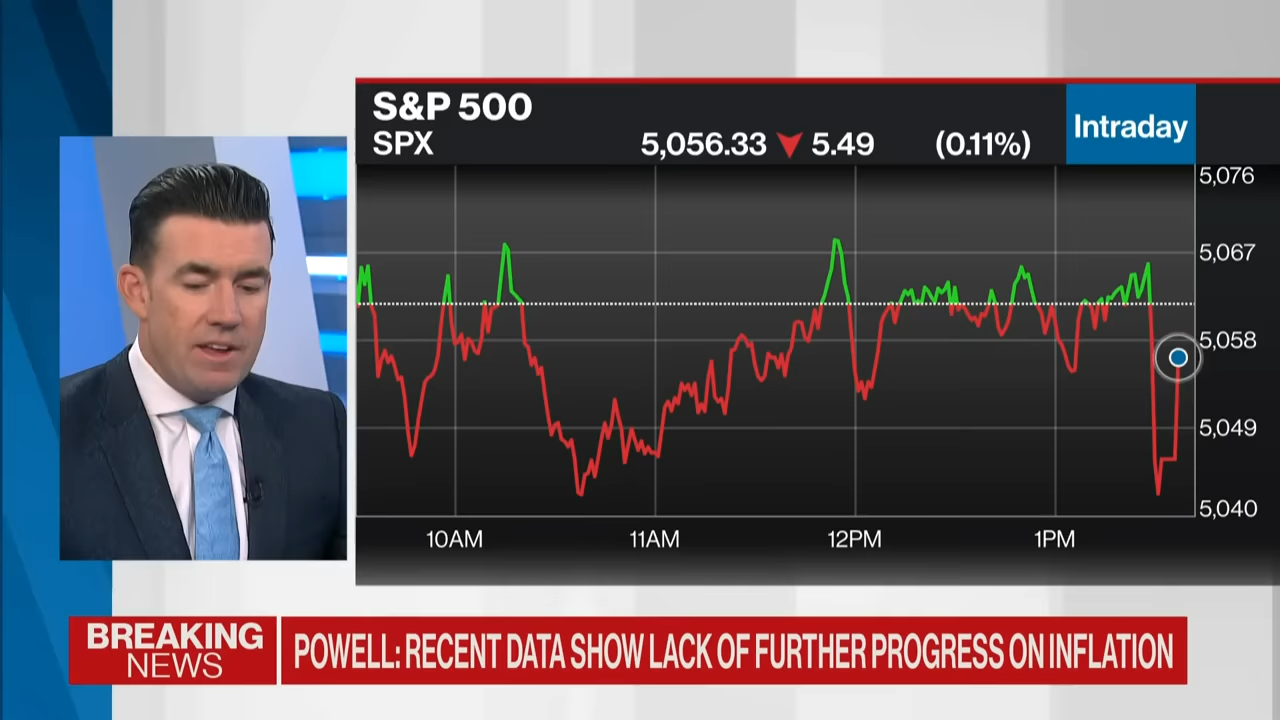 S&P 500
SPX 5,056.33 5.49 (0.11%)
Intraday
5,076
5,067
5,058
5,049
5,040
10AM 11AM 12PM 1PM
BREAKING
NEWS
POWELL: RECENT DATA SHOW LACK OF FURTHER PROGRESS ON INFLATION